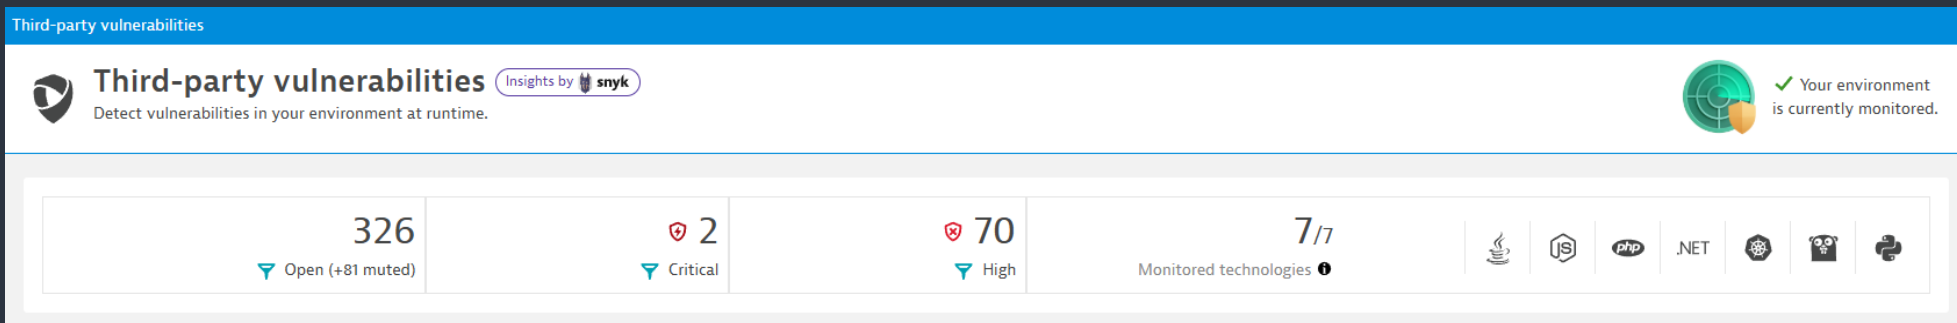 Third-party vulnerabilities
Third-party vulnerabilities Insights by snyk
Detect vulnerabilities in your environment at runtime.
Your environment
is currently monitored.
326
Open (+81 muted)
2
Critical
70
High
7/7
Monitored technologies
JS
php
.NET